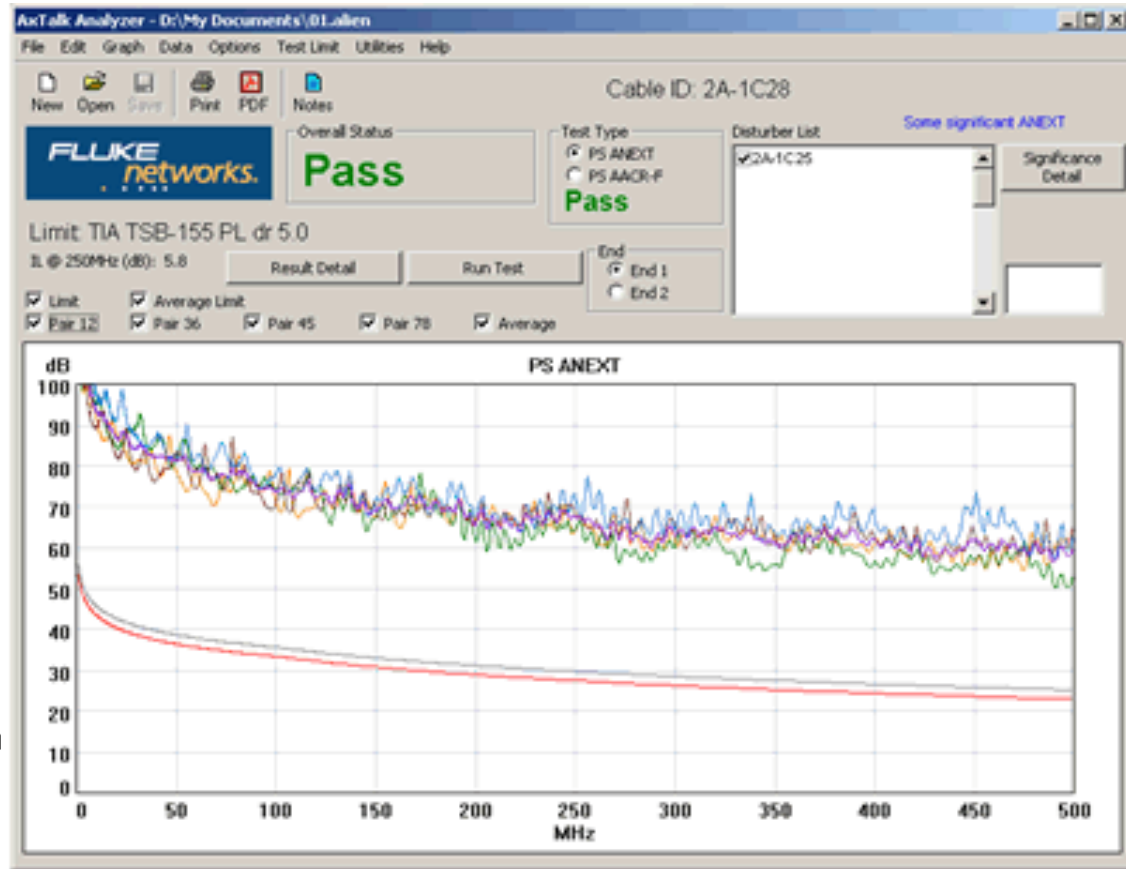 AxTalk Analyzer - D:\My Documents\01.alien
File Edit Graph Data Options Test Limit Utilities Help
New Open Save Print PDF Notes
Cable ID: 2A-1C28
Some significant ANEXT
FLUKE networks.
Overall Status
Pass
Test Type
PS ANEXT
PS AACR-F
Pass
Disturber List
2A-1C25
Significance Detail
Limit: TIA TSB-155 PL dr 5.0
IL @ 250MHz (dB): 5.8
Result Detail
Run Test
End
End 1
End 2
Limit Average Limit
Pair 12 Pair 36 Pair 45 Pair 78 Average
dB
PS ANEXT
100
90
80
70
60
50
40
30
20
10
0
0 50 100 150 200 250 300 350 400 450 500
MHz